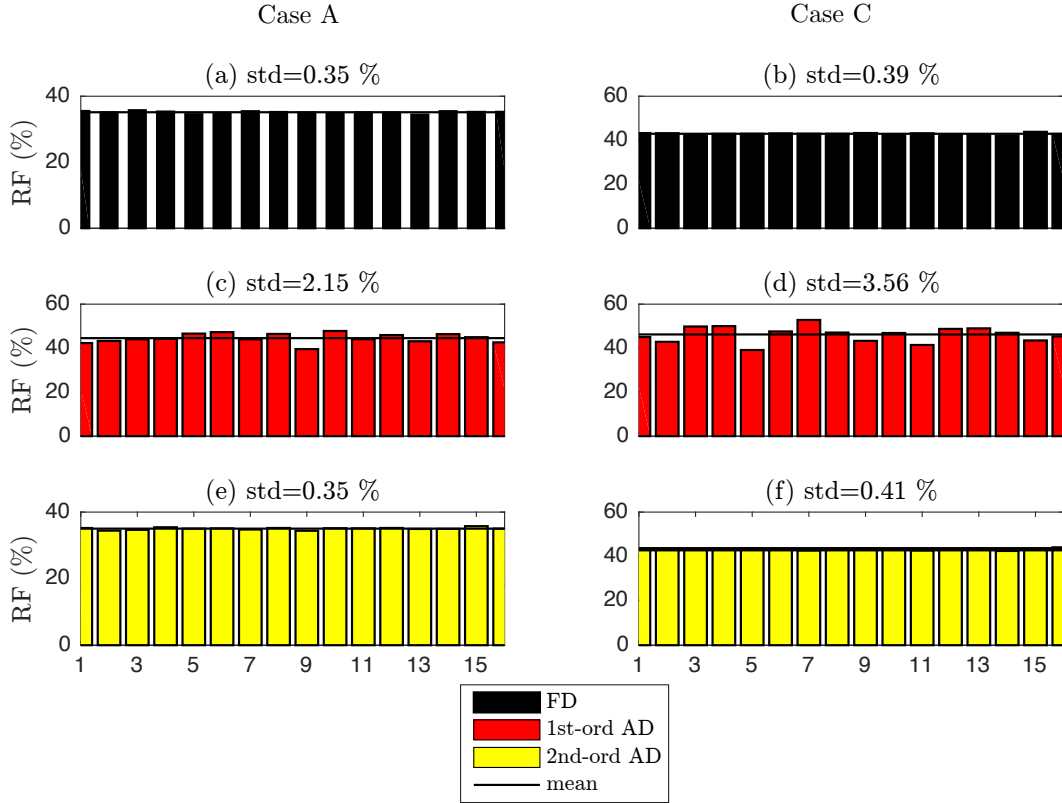 Case A
Case C
(a) std=0.35 %
(b) std=0.39 %
RF (%)
40
20
0
60
40
20
0
(c) std=2.15 %
(d) std=3.56 %
RF (%)
60
40
20
0
60
40
20
0
(e) std=0.35 %
(f) std=0.41 %
RF (%)
40
20
0
60
40
20
0
1 3 5 7 9 11 13 15
1 3 5 7 9 11 13 15
FD
1st-ord AD
2nd-ord AD
mean